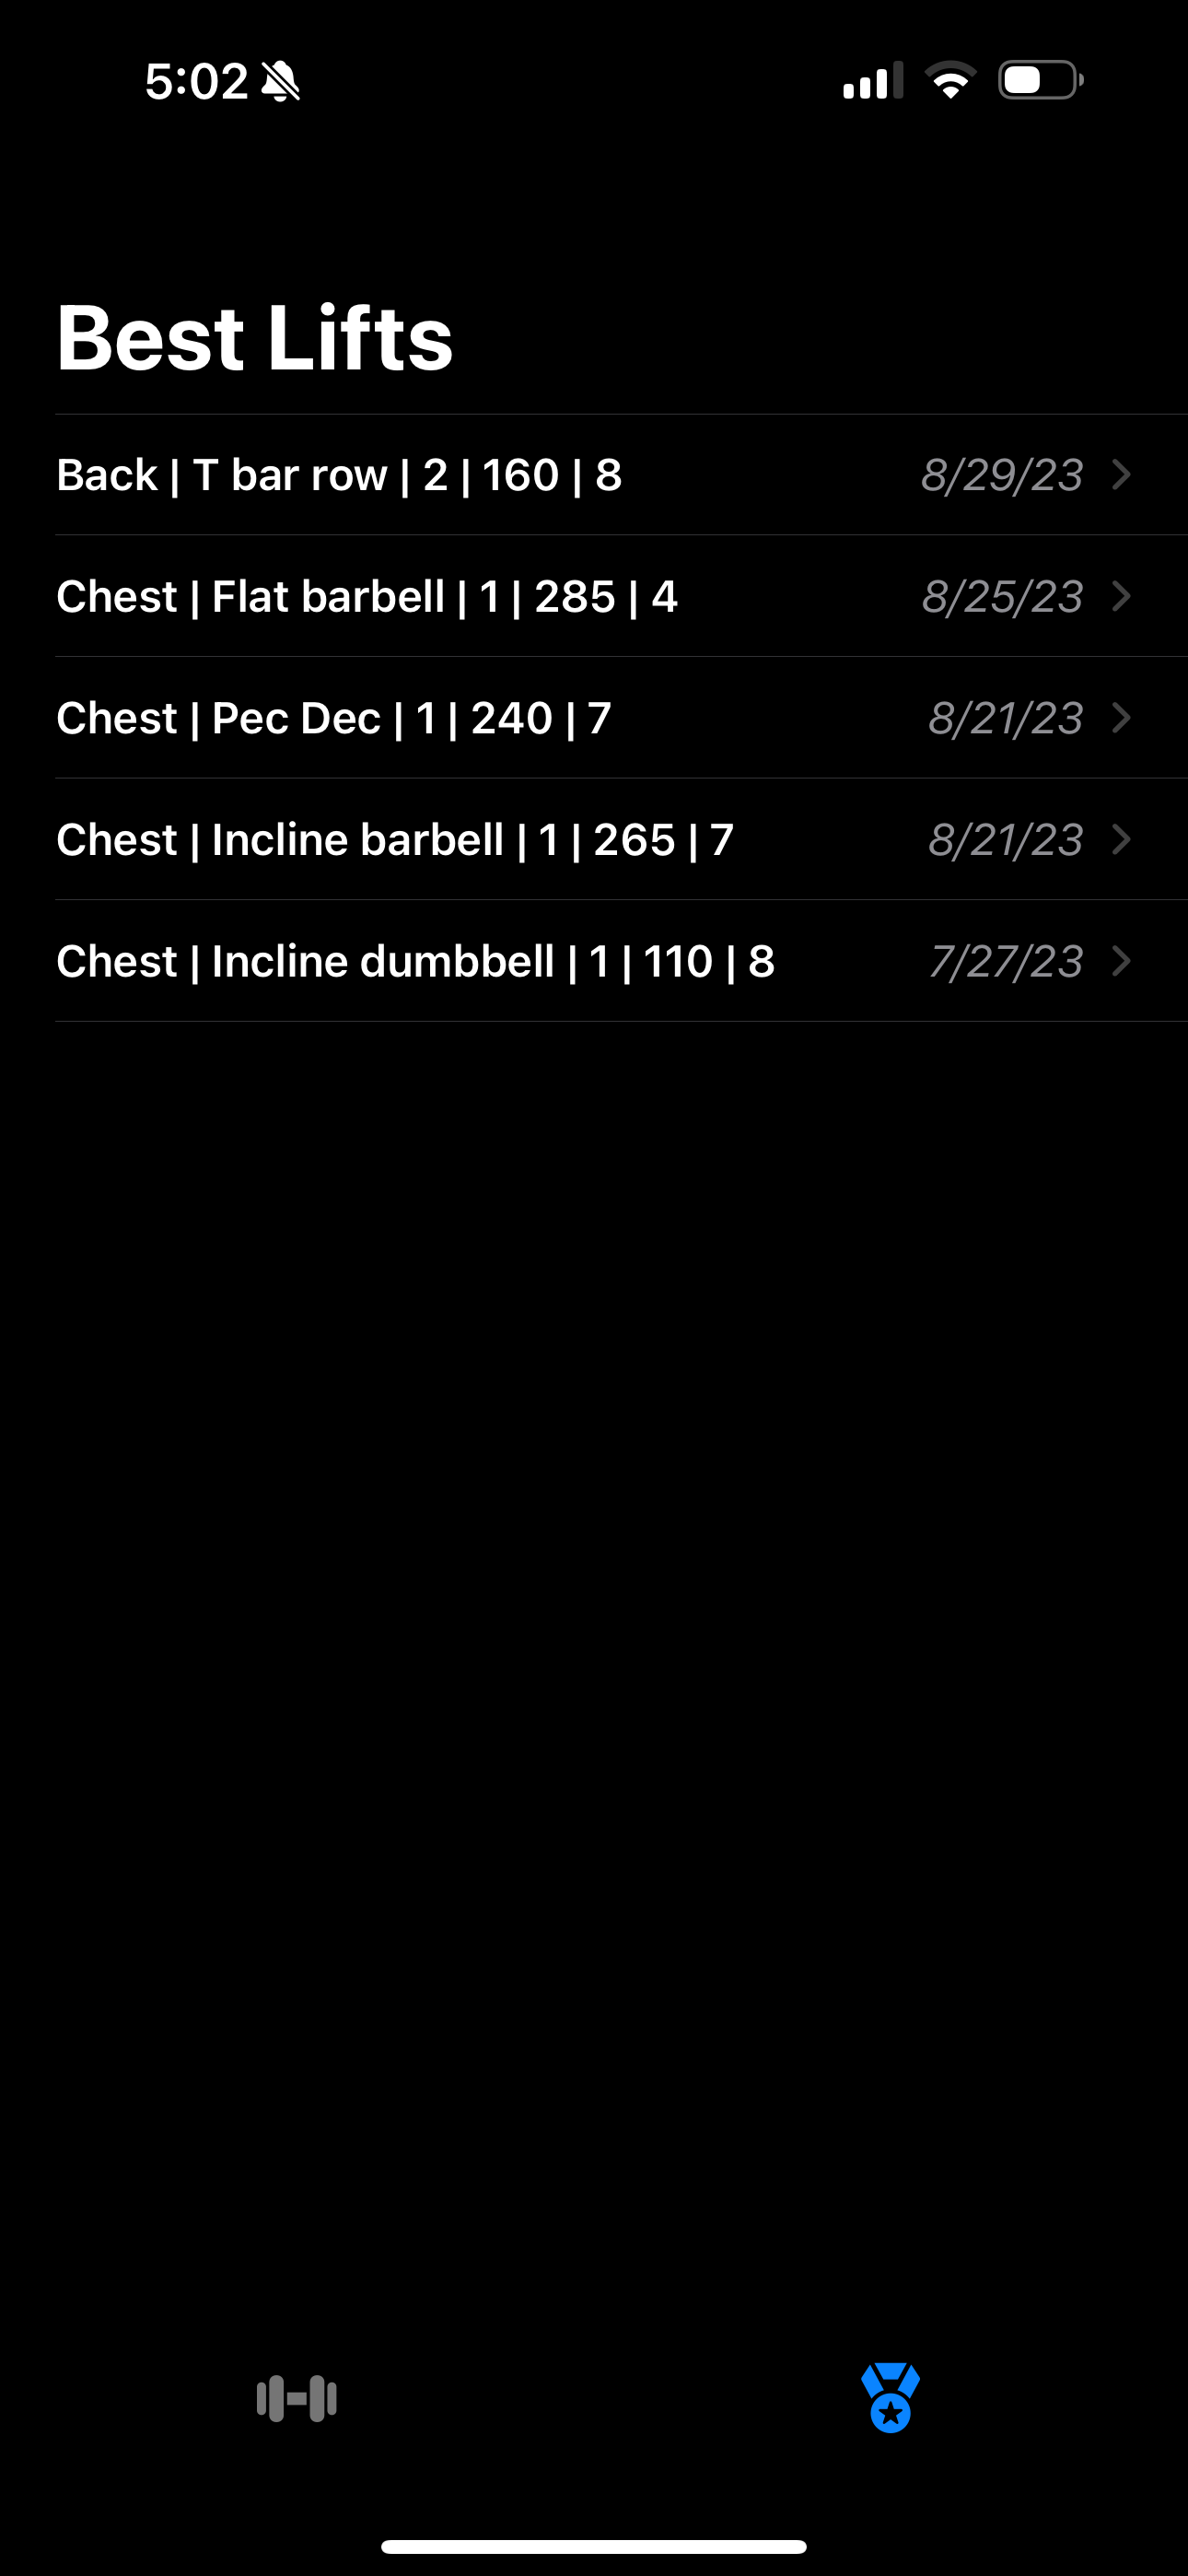 5:02
Best Lifts
Back | T bar row | 2 | 160 | 8 8/29/23
Chest | Flat barbell | 1 | 285 | 4 8/25/23
Chest | Pec Dec | 1 | 240 | 7 8/21/23
Chest | Incline barbell | 1 | 265 | 7 8/21/23
Chest | Incline dumbbell | 1 | 110 | 8 7/27/23